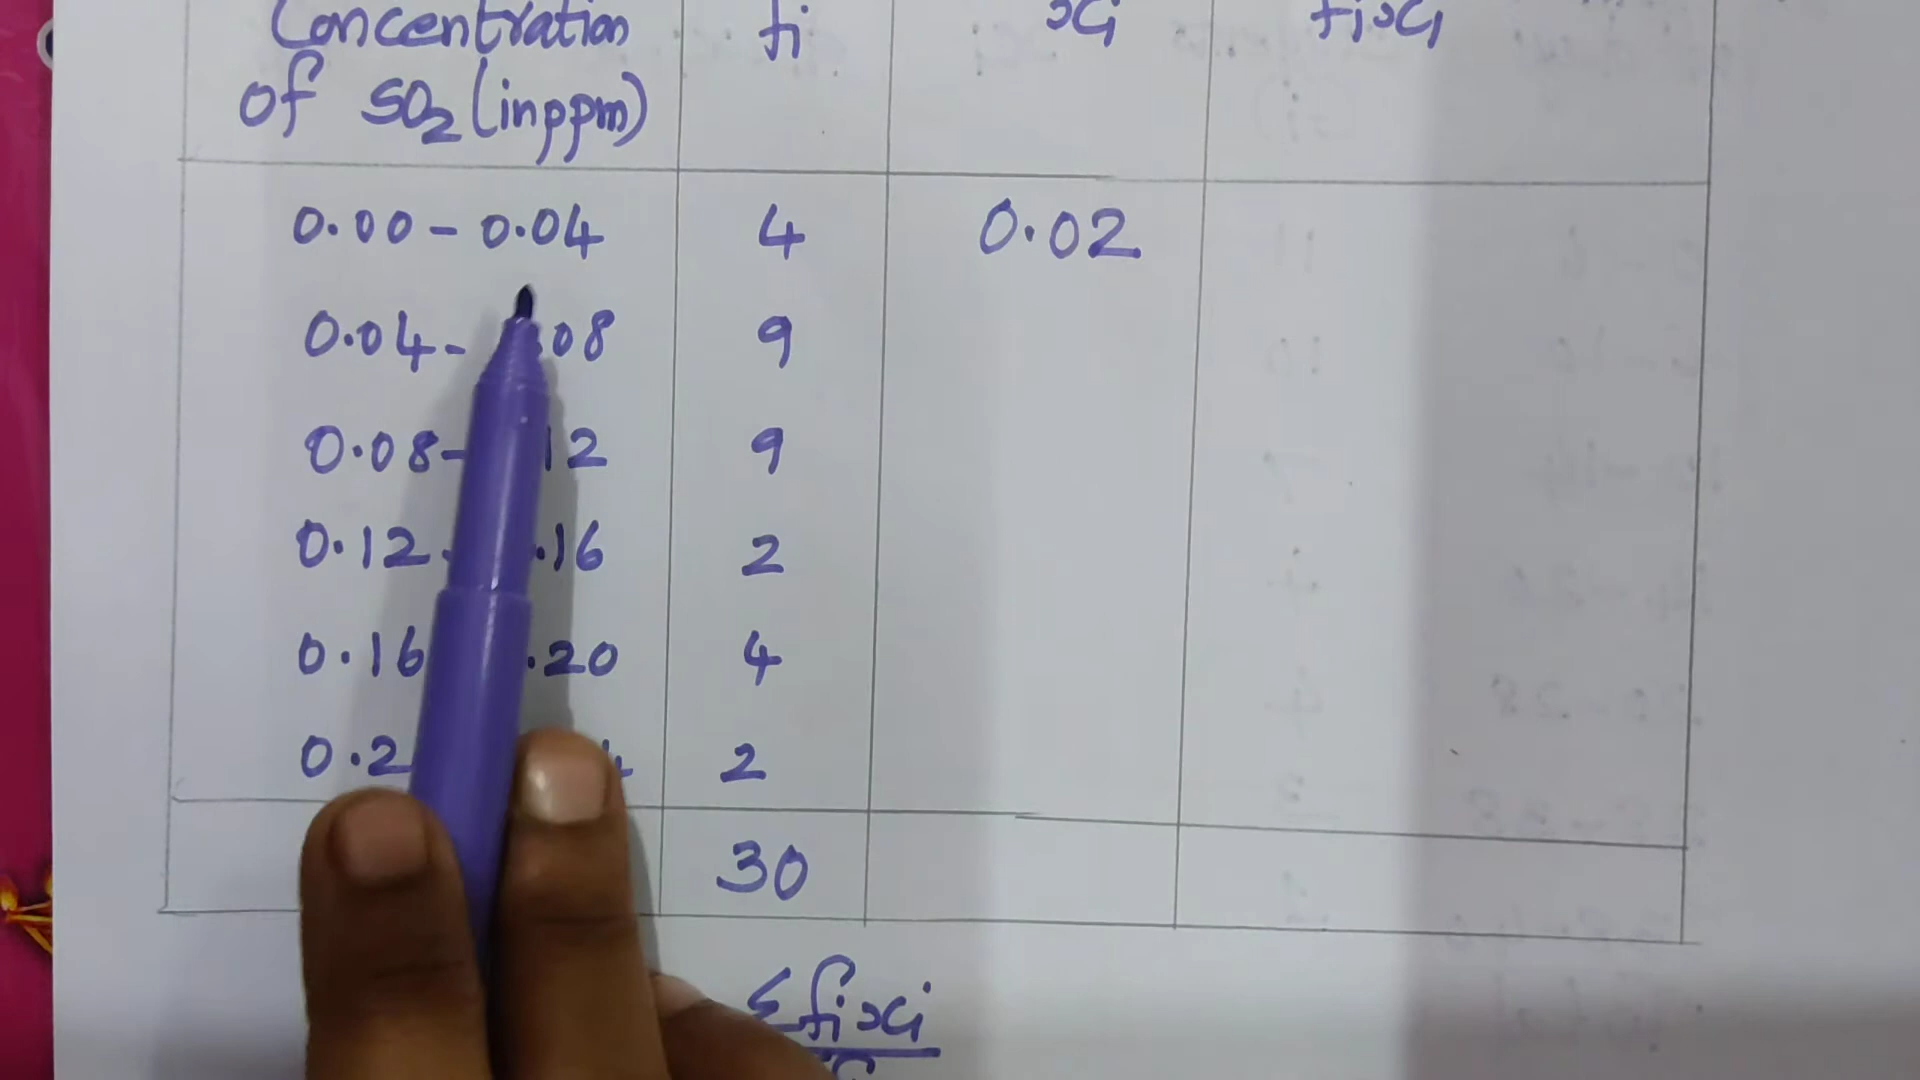 Concentration of SO2 (in ppm) fi xi fixi
0.00 - 0.04 4 0.02
0.04 - .08 9
0.08 - 12 9
0.12 - .16 2
0.16 .20 4
0.2 4 2
30
Σfixi